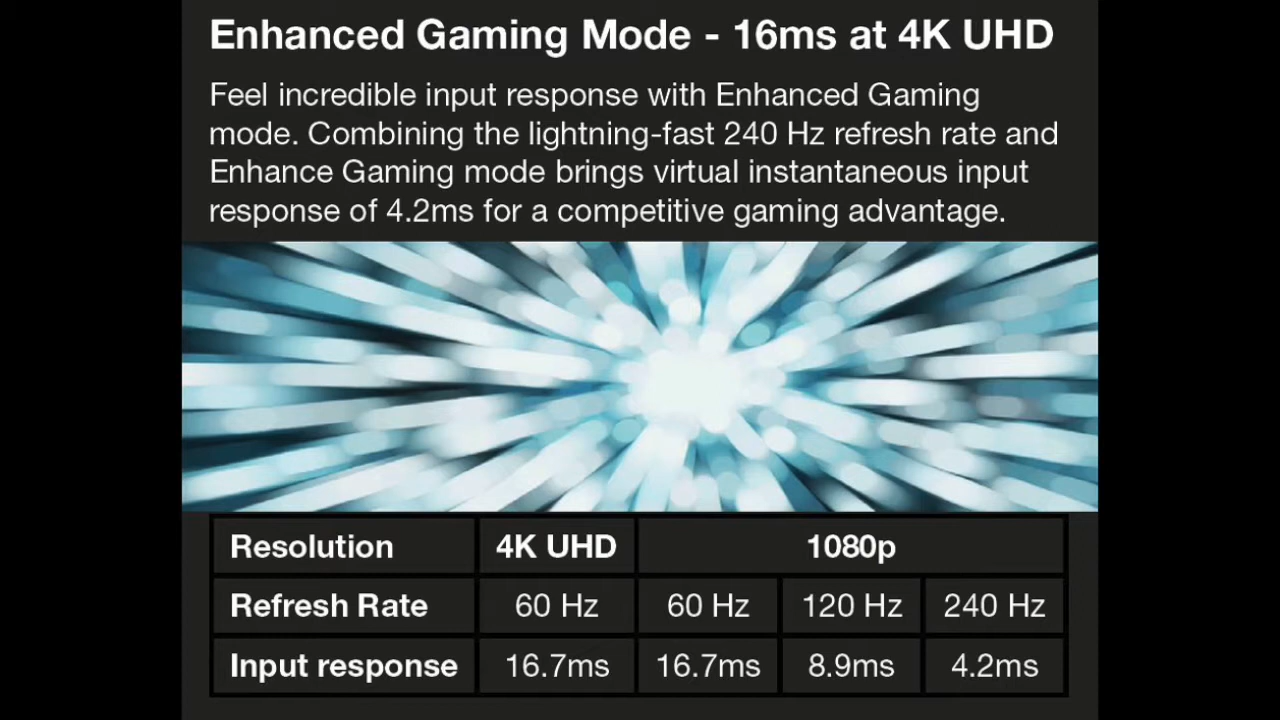 Enhanced Gaming Mode - 16ms at 4K UHD
Feel incredible input response with Enhanced Gaming
mode. Combining the lightning-fast 240 Hz refresh rate and
Enhance Gaming mode brings virtual instantaneous input
response of 4.2ms for a competitive gaming advantage.
Resolution 4K UHD 1080p
Refresh Rate 60 Hz 60 Hz 120 Hz 240 Hz
Input response 16.7ms 16.7ms 8.9ms 4.2ms